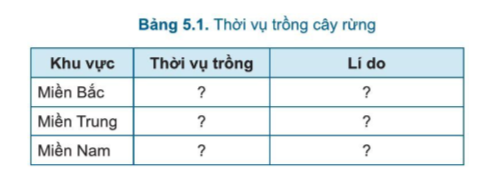 Bảng 5.1. Thời vụ trồng cây rừng
Khu vực Thời vụ trồng Lí do
Miền Bắc ? ?
Miền Trung ? ?
Miền Nam ? ?